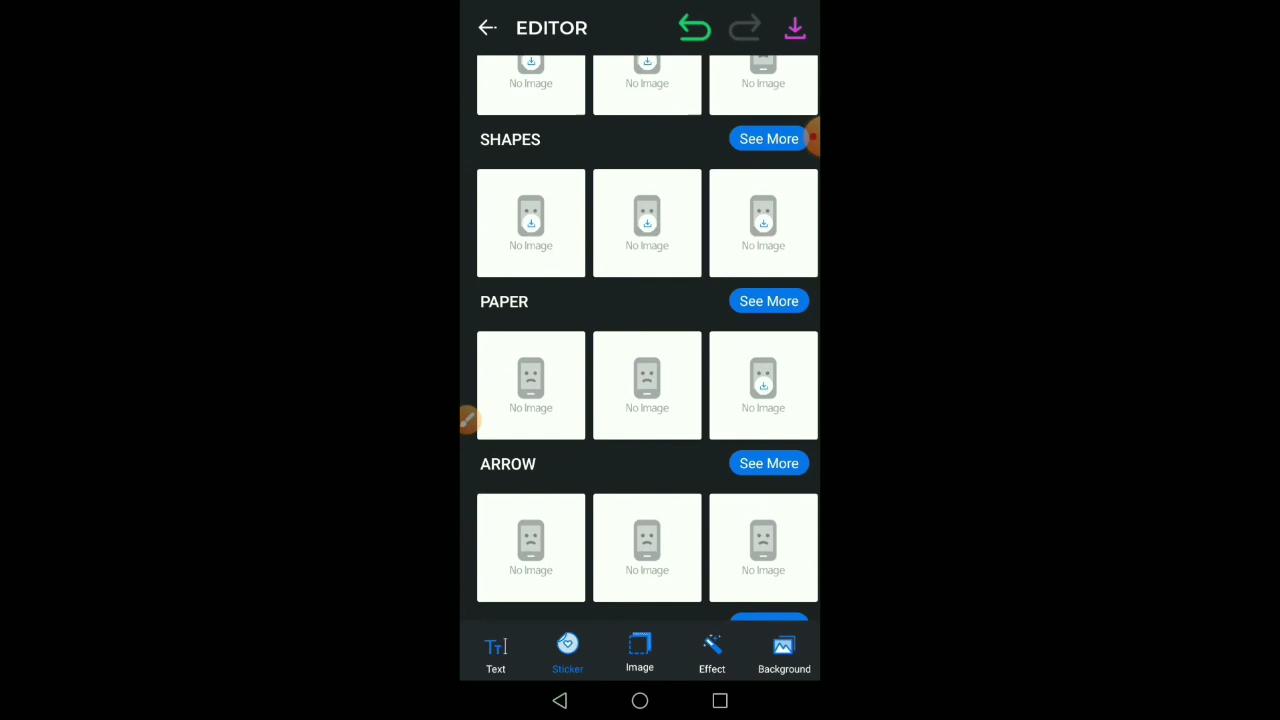 EDITOR
No Image No Image No Image
SHAPES See More
No Image No Image No Image
PAPER See More
No Image No Image No Image
ARROW See More
No Image No Image No Image
Text Sticker Image Effect Background